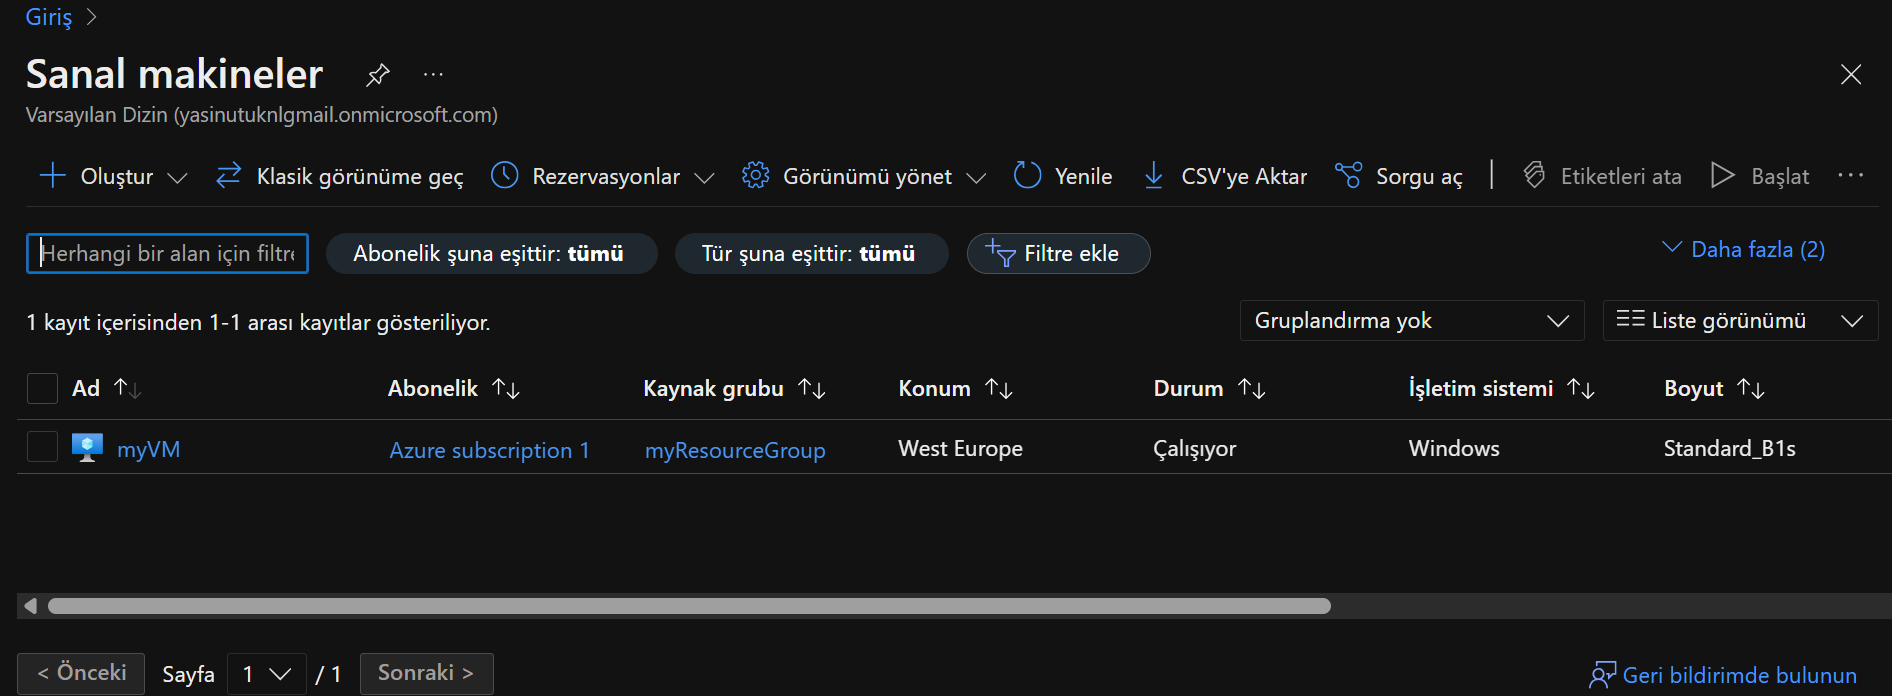 Giriş >
Sanal makineler ...
Varsayılan Dizin (yasinutuknlgmail.onmicrosoft.com)
Oluştur Klasik görünüme geç Rezervasyonlar Görünümü yönet Yenile CSV'ye Aktar Sorgu aç Etiketleri ata Başlat ...
Herhangi bir alan için filtre Abonelik şuna eşittir: tümü Tür şuna eşittir: tümü Filtre ekle Daha fazla (2)
1 kayıt içerisinden 1-1 arası kayıtlar gösteriliyor. Gruplandırma yok Liste görünümü
Ad Abonelik Kaynak grubu Konum Durum İşletim sistemi Boyut
myVM Azure subscription 1 myResourceGroup West Europe Çalışıyor Windows Standard_B1s
< Önceki Sayfa 1 / 1 Sonraki > Geri bildirimde bulunun